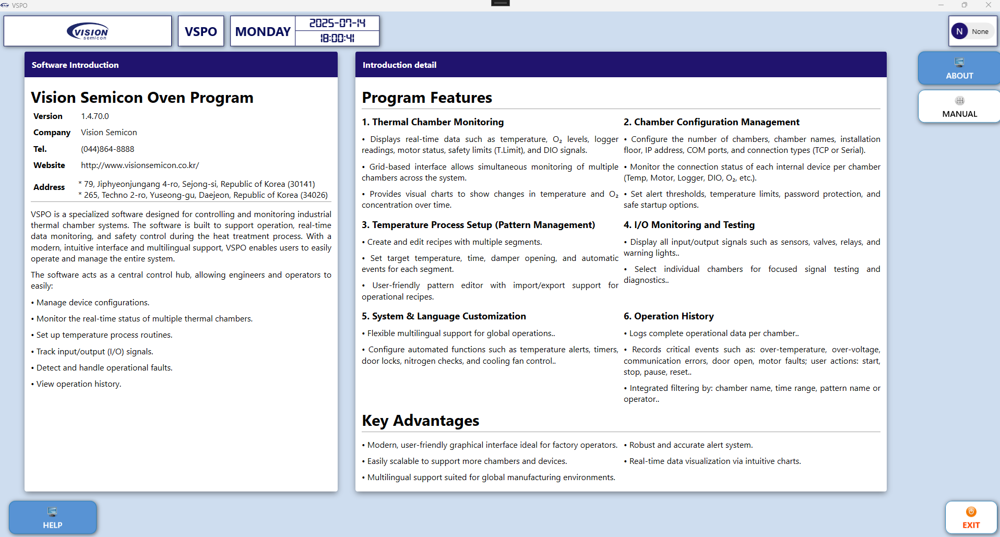 VSPO
VISION
semicon
VSPO
MONDAY
2025-07-14
18:00:41
N
None
Software Introduction
Vision Semicon Oven Program
Version 1.4.70.0
Company Vision Semicon
Tel. (044)864-8888
Website http://www.visionsemicon.co.kr/
Address
* 79, Jiphyeonjungang 4-ro, Sejong-si, Republic of Korea (30141)
* 265, Techno 2-ro, Yuseong-gu, Daejeon, Republic of Korea (34026)
VSPO is a specialized software designed for controlling and monitoring industrial
thermal chamber systems. The software is built to support operation, real-time
data monitoring, and safety control during the heat treatment process. With a
modern, intuitive interface and multilingual support, VSPO enables users to easily
operate and manage the entire system.
The software acts as a central control hub, allowing engineers and operators to
easily:
• Manage device configurations.
• Monitor the real-time status of multiple thermal chambers.
• Set up temperature process routines.
• Track input/output (I/O) signals.
• Detect and handle operational faults.
• View operation history.
Introduction detail
Program Features
1. Thermal Chamber Monitoring
• Displays real-time data such as temperature, O₂ levels, logger
readings, motor status, safety limits (T.Limit), and DIO signals.
• Grid-based interface allows simultaneous monitoring of multiple
chambers across the system.
• Provides visual charts to show changes in temperature and O₂
concentration over time.
2. Chamber Configuration Management
• Configure the number of chambers, chamber names, installation
floor, IP address, COM ports, and connection types (TCP or Serial).
• Monitor the connection status of each internal device per chamber
(Temp, Motor, Logger, DIO, O₂, etc.).
• Set alert thresholds, temperature limits, password protection, and
safe startup options.
3. Temperature Process Setup (Pattern Management)
• Create and edit recipes with multiple segments.
• Set target temperature, time, damper opening, and automatic
events for each segment.
• User-friendly pattern editor with import/export support for
operational recipes.
4. I/O Monitoring and Testing
• Display all input/output signals such as sensors, valves, relays, and
warning lights..
• Select individual chambers for focused signal testing and
diagnostics..
5. System & Language Customization
• Flexible multilingual support for global operations..
• Configure automated functions such as temperature alerts, timers,
door locks, nitrogen checks, and cooling fan control..
6. Operation History
• Logs complete operational data per chamber..
• Records critical events such as: over-temperature, over-voltage,
communication errors, door open, motor faults; user actions: start,
stop, pause, reset..
• Integrated filtering by: chamber name, time range, pattern name or
operator..
Key Advantages
• Modern, user-friendly graphical interface ideal for factory operators.
• Easily scalable to support more chambers and devices.
• Multilingual support suited for global manufacturing environments.
• Robust and accurate alert system.
• Real-time data visualization via intuitive charts.
ABOUT
MANUAL
HELP
EXIT